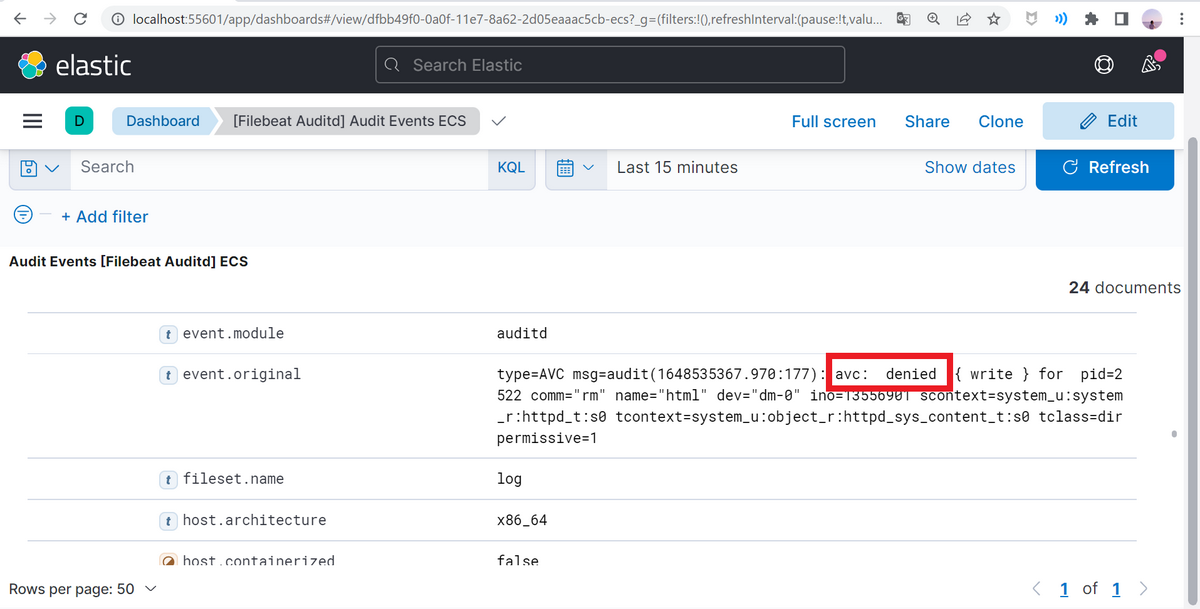 localhost:55601/app/dashboards#/view/dfbb49f0-0a0f-11e7-8a62-2d05eaaac5cb-ecs?_g=(filters:!(),refreshInterval:(pause:!t,valu...
elastic
Search Elastic
D
Dashboard
[Filebeat Auditd] Audit Events ECS
Full screen
Share
Clone
Edit
Search
KQL
Last 15 minutes
Show dates
Refresh
+ Add filter
Audit Events [Filebeat Auditd] ECS
24 documents
t event.module
auditd
t event.original
type=AVC msg=audit(1648535367.970:177): avc:  denied  { write } for  pid=2
522 comm="rm" name="html" dev="dm-0" ino=13556901 scontext=system_u:system
_r:httpd_t:s0 tcontext=system_u:object_r:httpd_sys_content_t:s0 tclass=dir
permissive=1
t fileset.name
log
t host.architecture
x86_64
host.containerized
false
Rows per page: 50
1 of 1